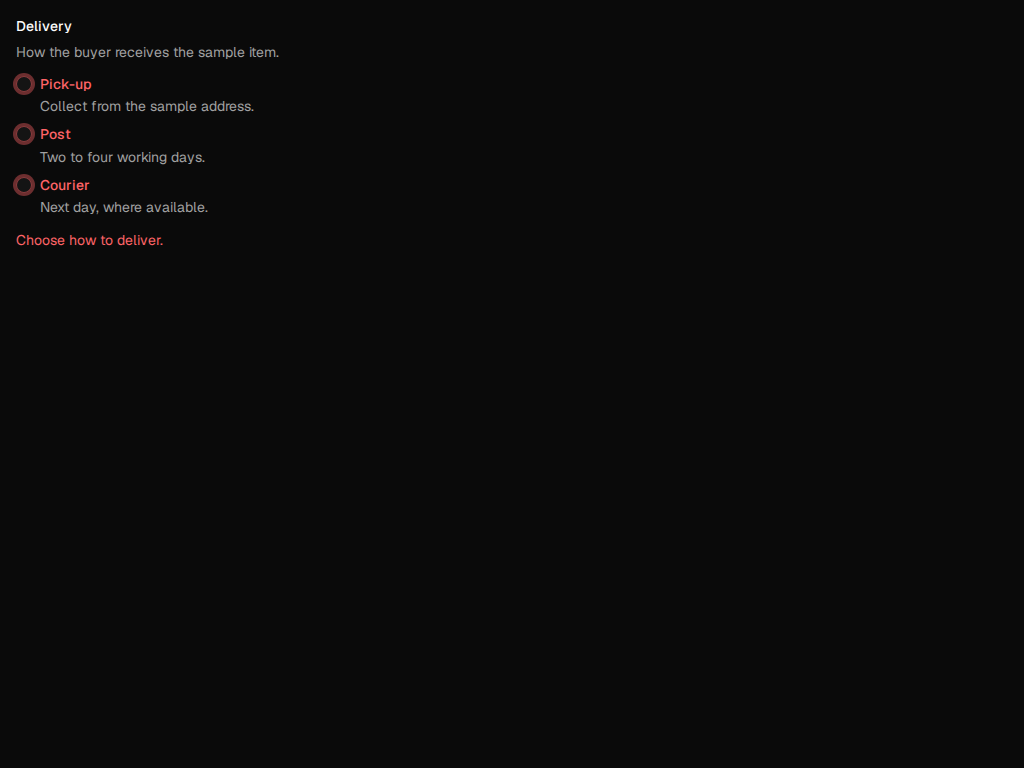 Delivery
How the buyer receives the sample item.
Pick-up
Collect from the sample address.
Post
Two to four working days.
Courier
Next day, where available.
Choose how to deliver.